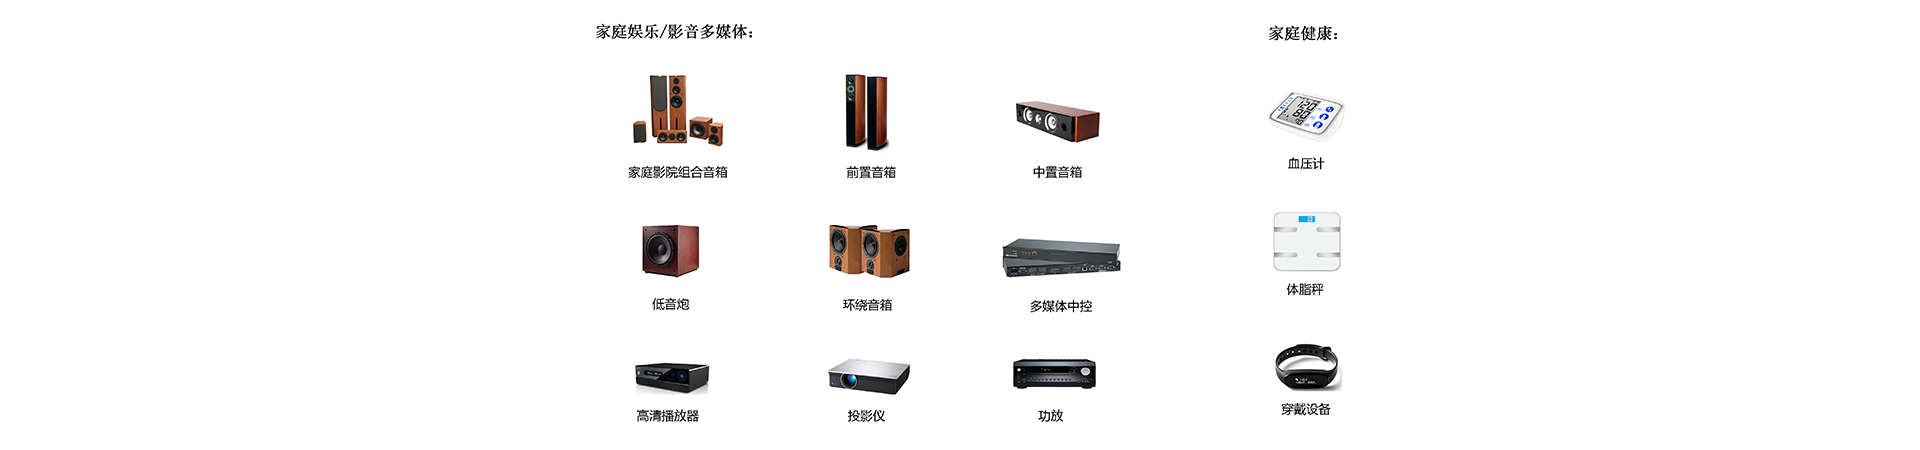 家庭娱乐/影音多媒体：
家庭健康：
家庭影院组合音箱
前置音箱
中置音箱
120
80
血压计
低音炮
环绕音箱
多媒体中控
体脂秤
高清播放器
投影仪
功放
穿戴设备